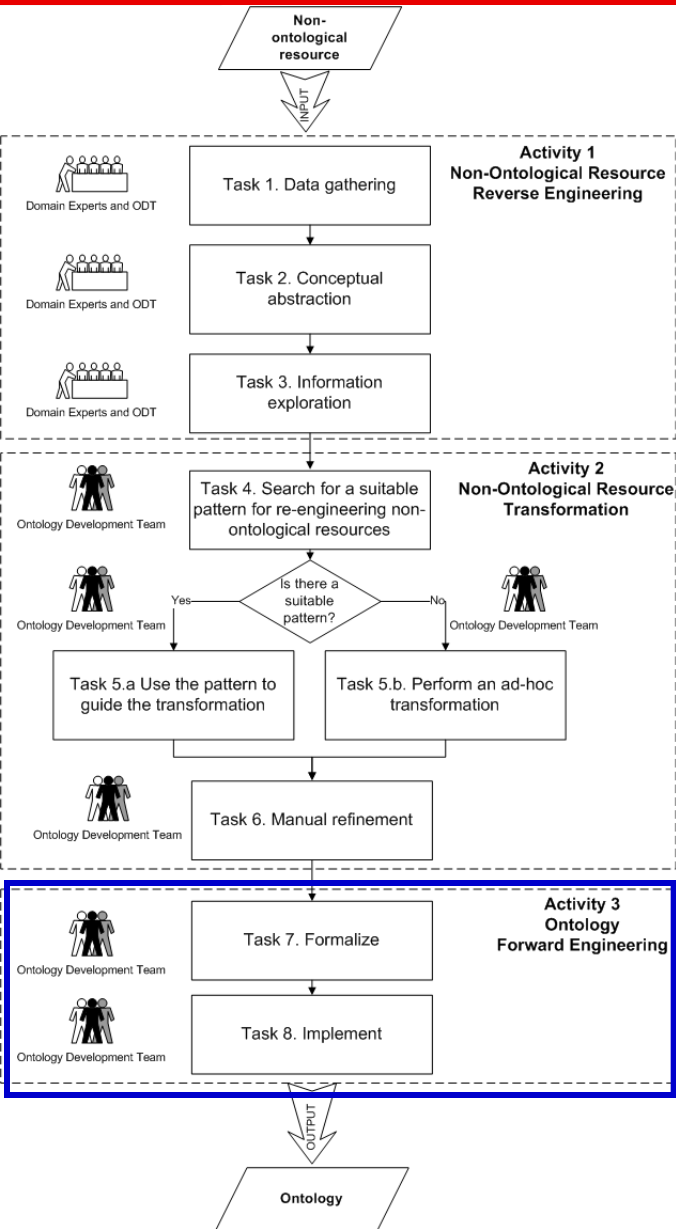 Non-
ontological
resource
INPUT
Activity 1
Non-Ontological Resource
Reverse Engineering
Domain Experts and ODT
Task 1. Data gathering
Domain Experts and ODT
Task 2. Conceptual
abstraction
Domain Experts and ODT
Task 3. Information
exploration
Activity 2
Non-Ontological Resource
Transformation
Ontology Development Team
Task 4. Search for a suitable
pattern for re-engineering non-
ontological resources
Is there a
suitable
pattern?
Yes
No
Ontology Development Team
Ontology Development Team
Task 5.a Use the pattern to
guide the transformation
Task 5.b. Perform an ad-hoc
transformation
Ontology Development Team
Task 6. Manual refinement
Activity 3
Ontology
Forward Engineering
Ontology Development Team
Task 7. Formalize
Ontology Development Team
Task 8. Implement
OUTPUT
Ontology